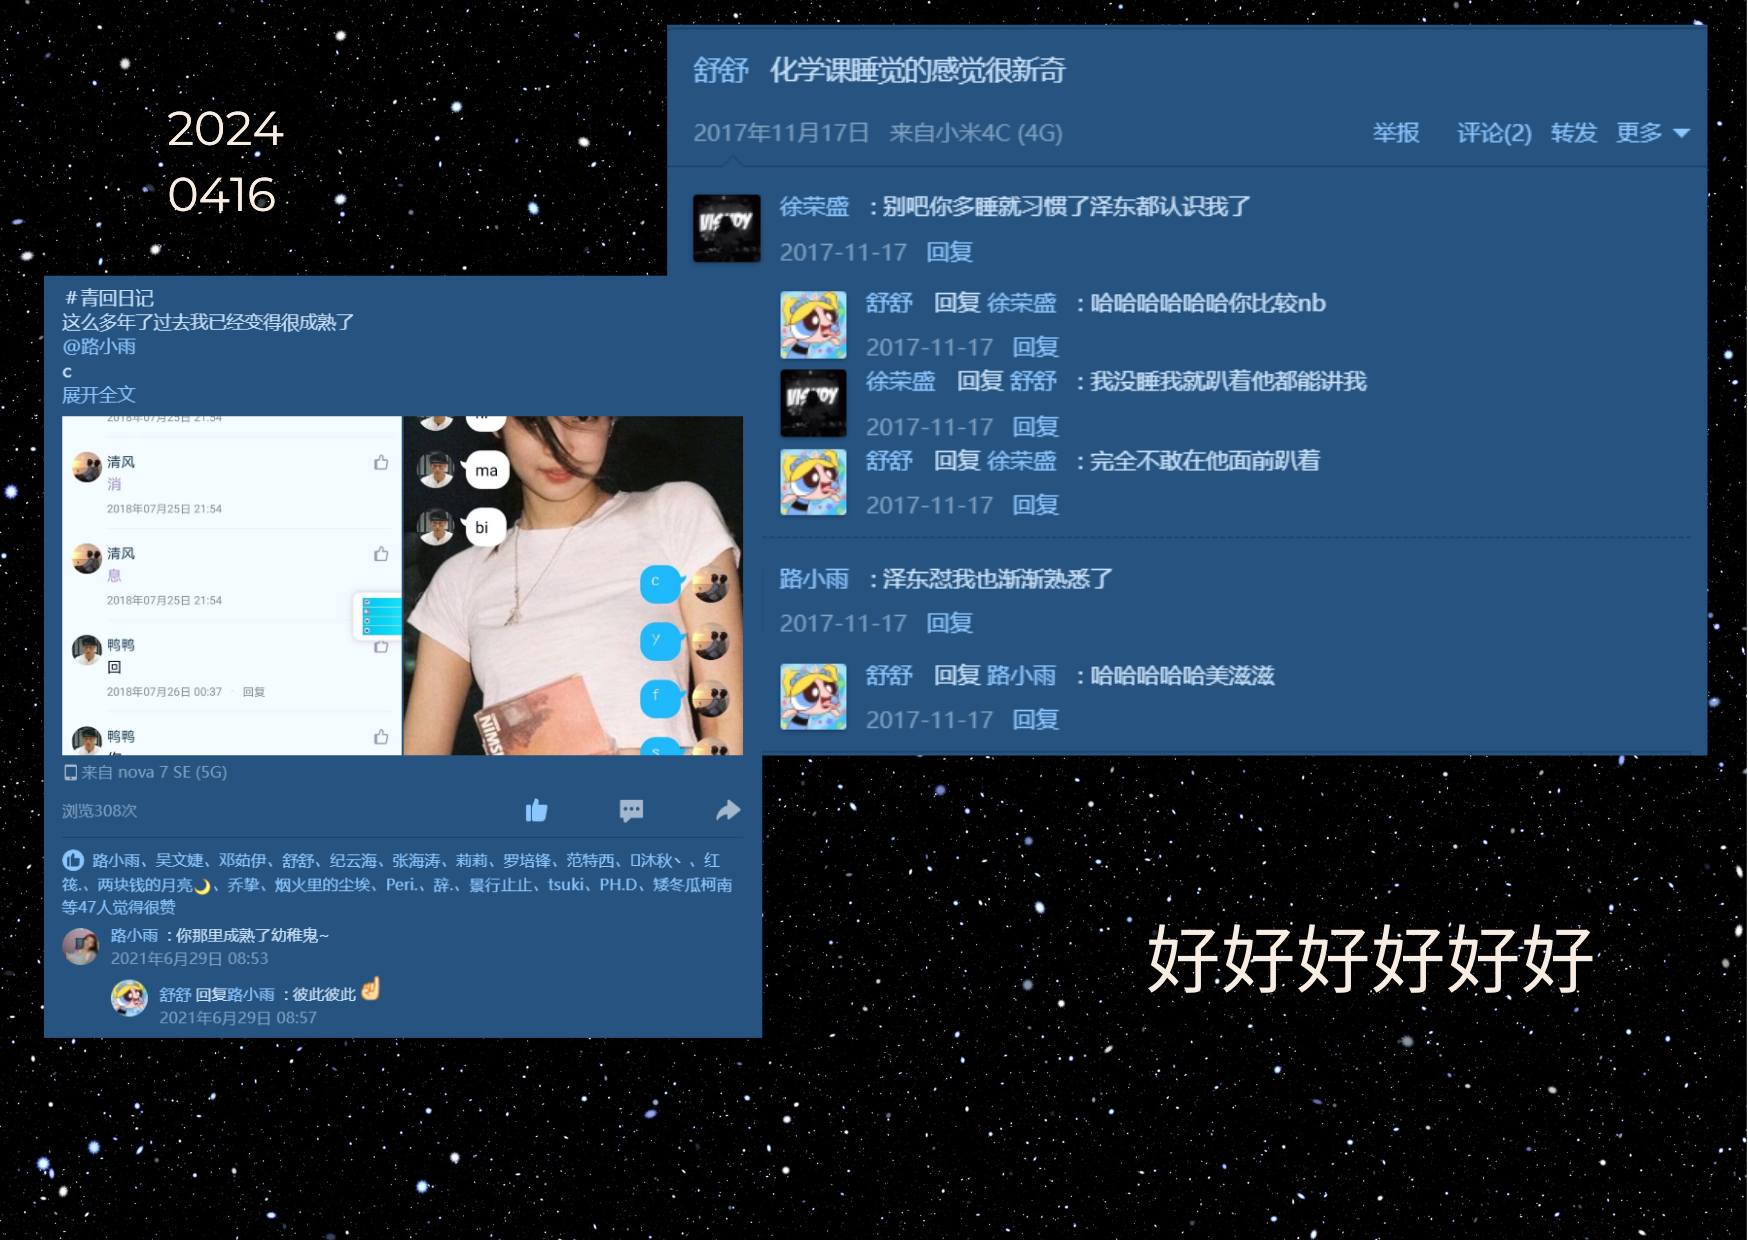 2024
0416
舒舒 化学课睡觉的感觉很新奇
2017年11月17日 来自小米4C (4G) 举报 评论(2) 转发 更多
徐荣盛 : 别吧你多睡就习惯了泽东都认识我了
2017-11-17 回复
舒舒 回复 徐荣盛 : 哈哈哈哈哈哈你比较nb
2017-11-17 回复
徐荣盛 回复 舒舒 : 我没睡我就趴着他都能讲我
2017-11-17 回复
舒舒 回复 徐荣盛 : 完全不敢在他面前趴着
2017-11-17 回复
路小雨 : 泽东怼我也渐渐熟悉了
2017-11-17 回复
舒舒 回复 路小雨 : 哈哈哈哈哈美滋滋
2017-11-17 回复
#青回日记
这么多年了过去我已经变得很成熟了
@路小雨
c
展开全文
2018年07月25日 21:54
清风
消
2018年07月25日 21:54
清风
息
2018年07月25日 21:54
鸭鸭
回
2018年07月26日 00:37 · 回复
鸭鸭
ma
bi
c
y
f
s
NIMS
来自 nova 7 SE (5G)
浏览308次
路小雨、吴文婕、邓茹伊、舒舒、纪云海、张海涛、莉莉、罗培锋、范特西、沐秋丶、红
筏.、两块钱的月亮🌙、乔挚、烟火里的尘埃、Peri.、辞.、景行止止、tsuki、PH.D、矮冬瓜柯南
等47人觉得很赞
路小雨 : 你那里成熟了幼稚鬼~
2021年6月29日 08:53
舒舒 回复路小雨 : 彼此彼此☝
2021年6月29日 08:57
好好好好好好